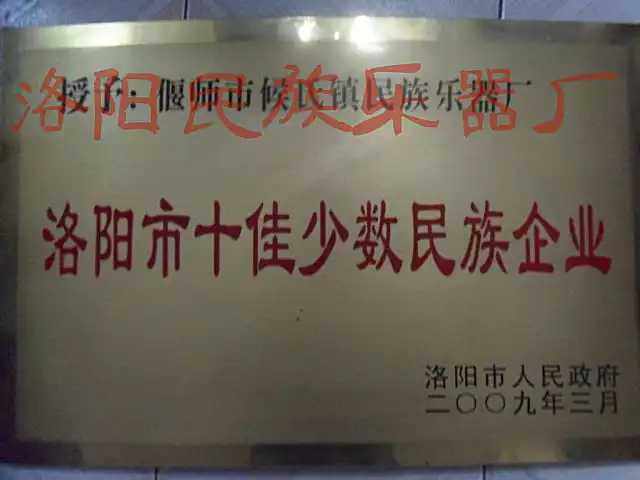 授予：偃师市候氏镇民族乐器厂
洛阳民族乐器厂
洛阳市十佳少数民族企业
洛阳市人民政府
二〇〇九年三月